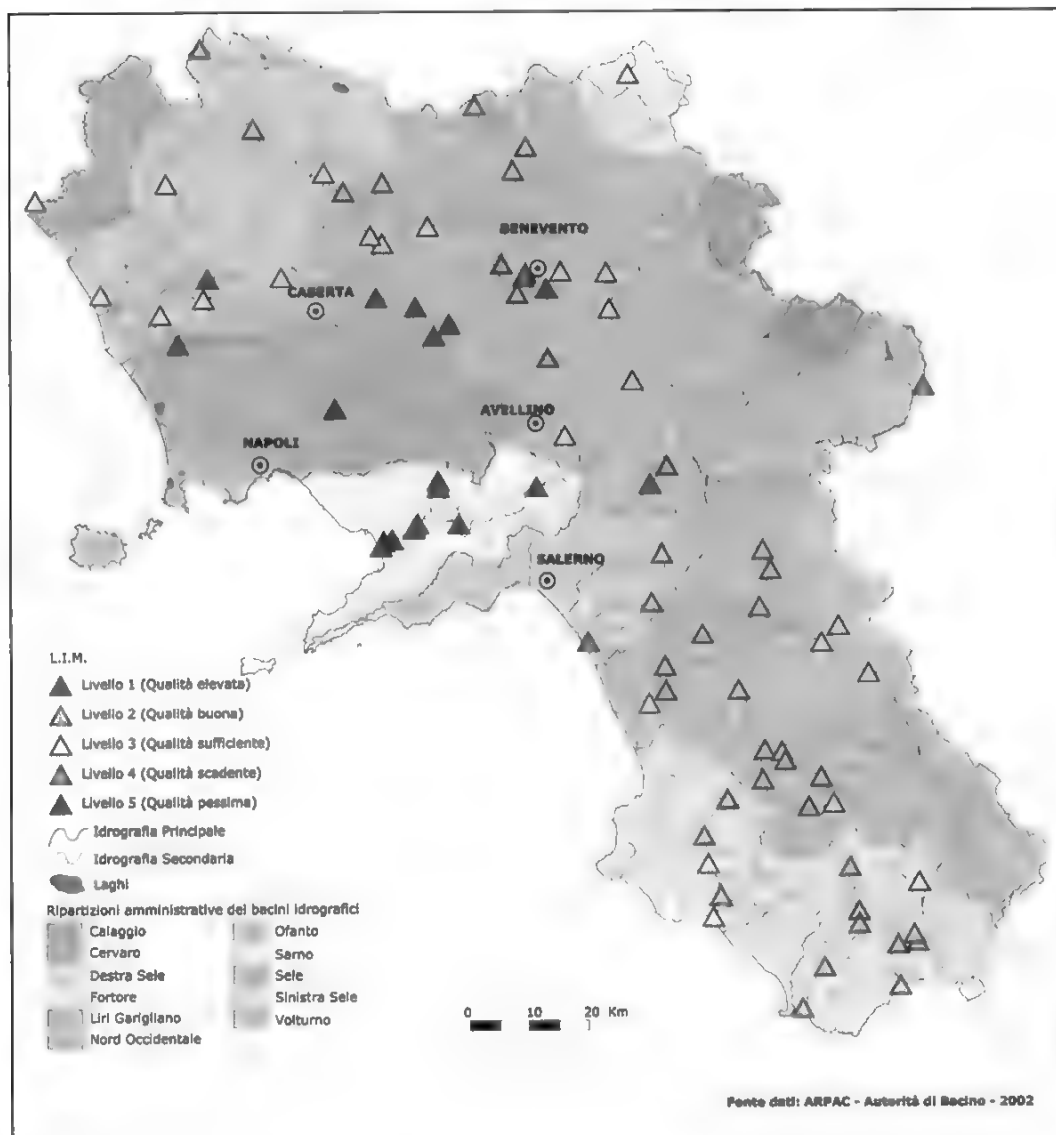 BENEVENTO
CASERTA
AVELLINO
NAPOLI
SALERNO
L.I.M.
Livello 1 (Qualità elevata)
Livello 2 (Qualità buona)
Livello 3 (Qualità sufficiente)
Livello 4 (Qualità scadente)
Livello 5 (Qualità pessima)
Idrografia Principale
Idrografia Secondaria
Laghi
Ripartizioni amministrative dei bacini idrografici
Calaggio
Cervaro
Destra Sele
Fortore
Liri Garigliano
Nord Occidentale
Ofanto
Sarno
Sele
Sinistra Sele
Volturno
0 10 20 Km
Fonte dati: ARPAC - Autorità di Bacino - 2002